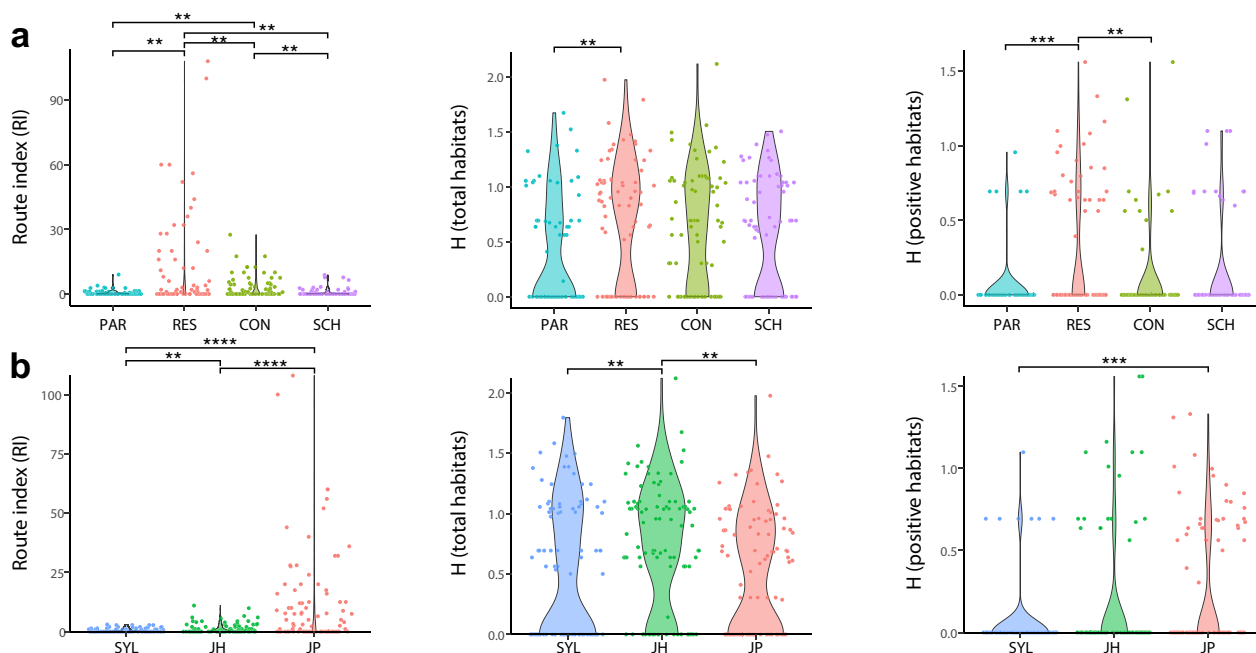 a
** ** ** ** **
Route index (RI)
90
60
30
0
PAR RES CON SCH
**
H (total habitats)
2.0
1.5
1.0
0.5
0.0
PAR RES CON SCH
*** **
H (positive habitats)
1.5
1.0
0.5
0.0
PAR RES CON SCH
b
**** ** ****
Route index (RI)
100
75
50
25
0
SYL JH JP
** **
H (total habitats)
2.0
1.5
1.0
0.5
0.0
SYL JH JP
***
H (positive habitats)
1.5
1.0
0.5
0.0
SYL JH JP